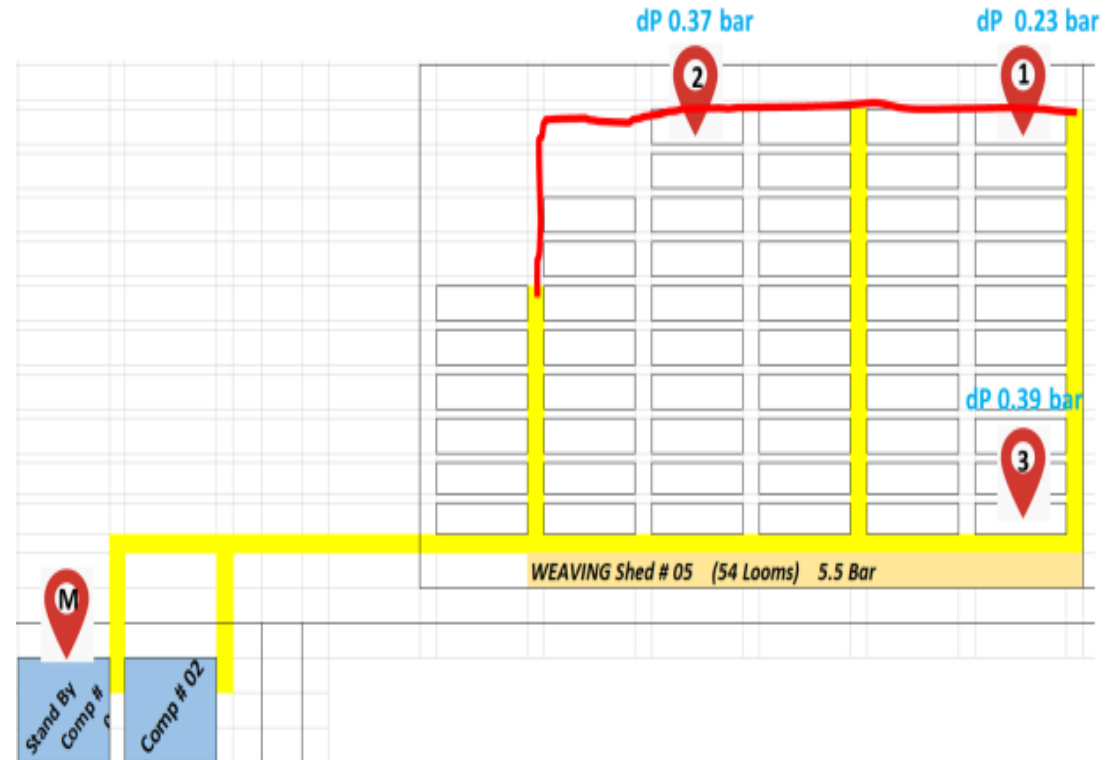 dP 0.37 bar
dP 0.23 bar
2
1
dP 0.39 bar
3
WEAVING Shed # 05 (54 Looms) 5.5 Bar
M
Stand By
Comp #
Comp # 02